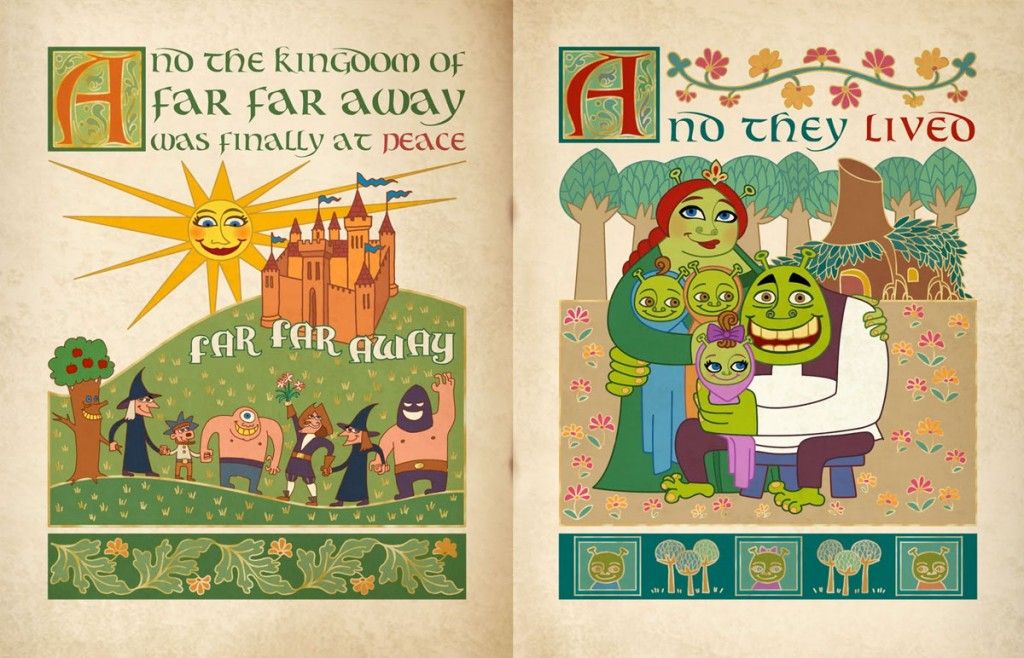 And the kingdom of
Far Far Away
was finally at peace
FAR FAR AWAY
And they lived